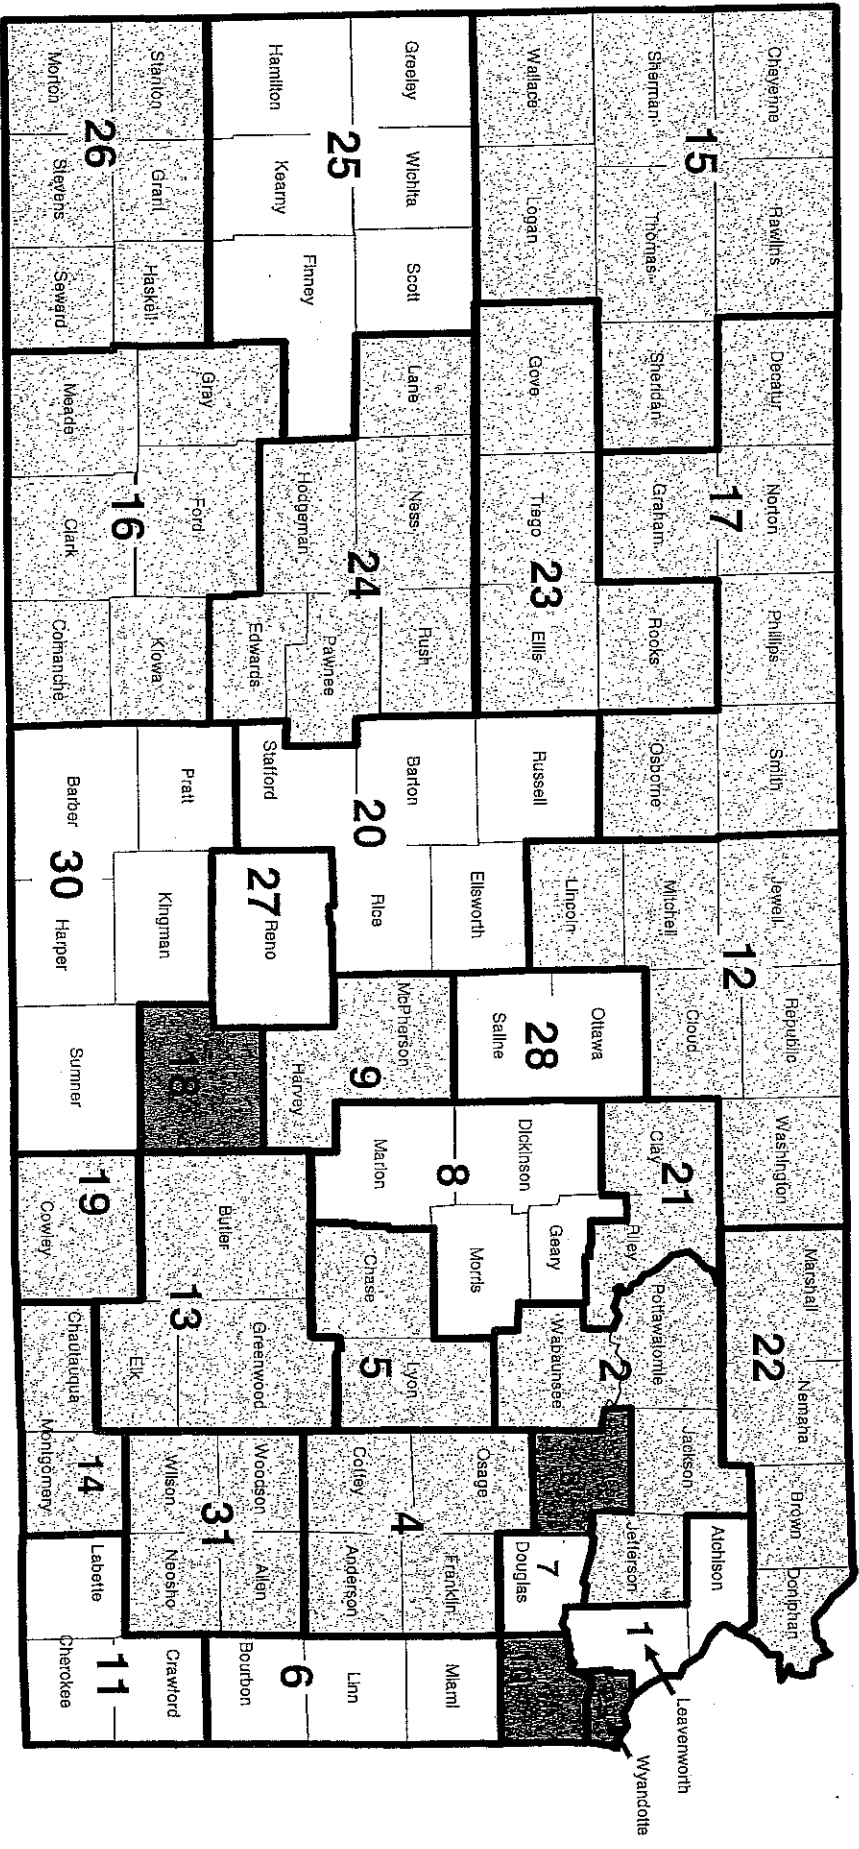 Cheyenne
Rawlins
Decatur
Norton
Phillips
Smith
Jewell
Republic
Washington
Marshall
Nemaha
Brown
Doniphan
15
17
12
22
Sherman
Thomas
Sheridan
Graham
Rooks
Osborne
Mitchell
Cloud
Clay
21
Riley
Pottawatomie
2
Jackson
Atchison
Jefferson
1
Leavenworth
Wyandotte
Wallace
Logan
Gove
Trego
23
Ellis
Russell
Lincoln
Ottawa
28
Saline
Dickinson
8
Geary
Morris
Marion
Wabaunsee
7
Douglas
Greeley
Wichita
Scott
Lane
Ness
Rush
Barton
Ellsworth
Rice
20
McPherson
9
Harvey
Chase
Lyon
5
Osage
Coffey
4
Franklin
Anderson
Miami
Linn
6
Bourbon
25
24
Hamilton
Kearny
Finney
Hodgeman
Pawnee
Edwards
Stafford
27
Reno
Stanton
Grant
Haskell
Gray
Ford
Kiowa
Pratt
Kingman
18
Butler
13
Greenwood
Elk
Woodson
31
Wilson
Allen
Neosho
Crawford
26
16
30
19
14
11
Morton
Stevens
Seward
Meade
Clark
Comanche
Barber
Harper
Sumner
Cowley
Chautauqua
Montgomery
Labette
Cherokee